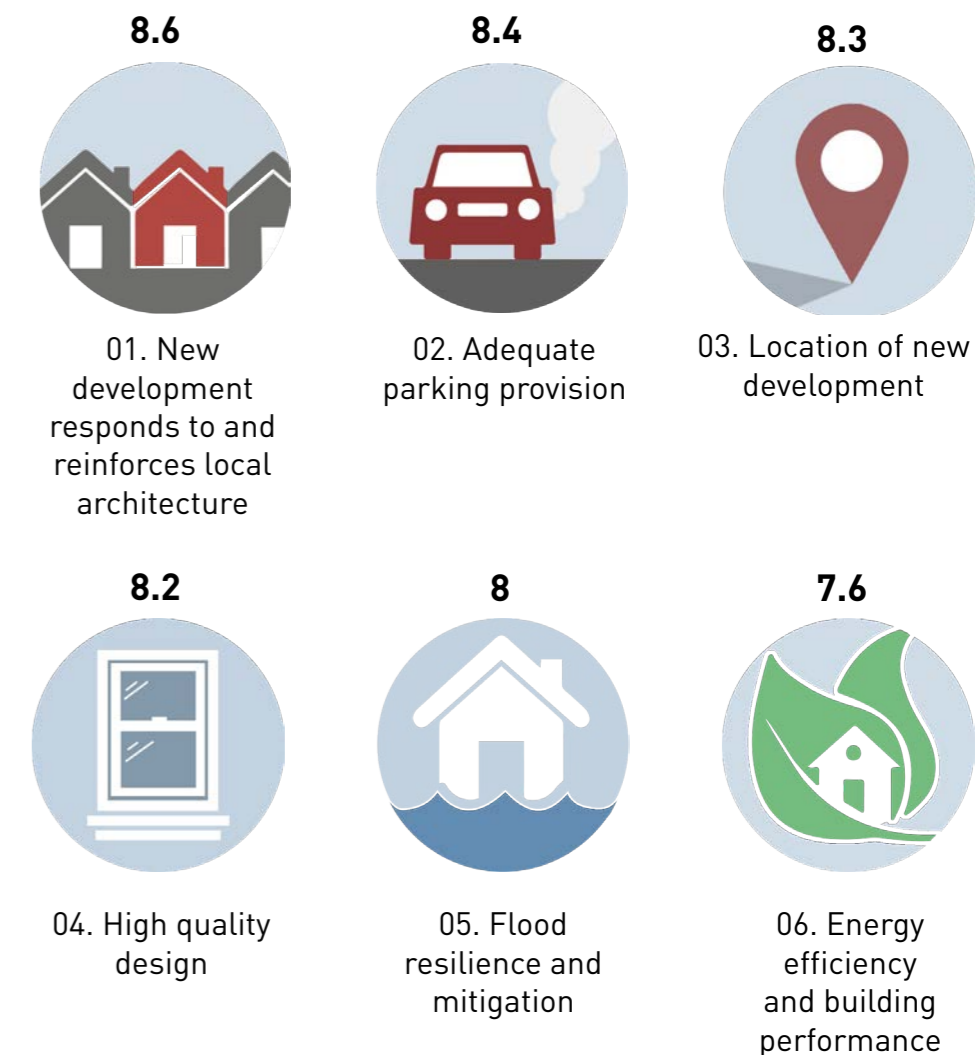 8.6
8.4
8.3
01. New
development
responds to and
reinforces local
architecture
02. Adequate
parking provision
03. Location of new
development
8.2
8
7.6
04. High quality
design
05. Flood
resilience and
mitigation
06. Energy
efficiency
and building
performance